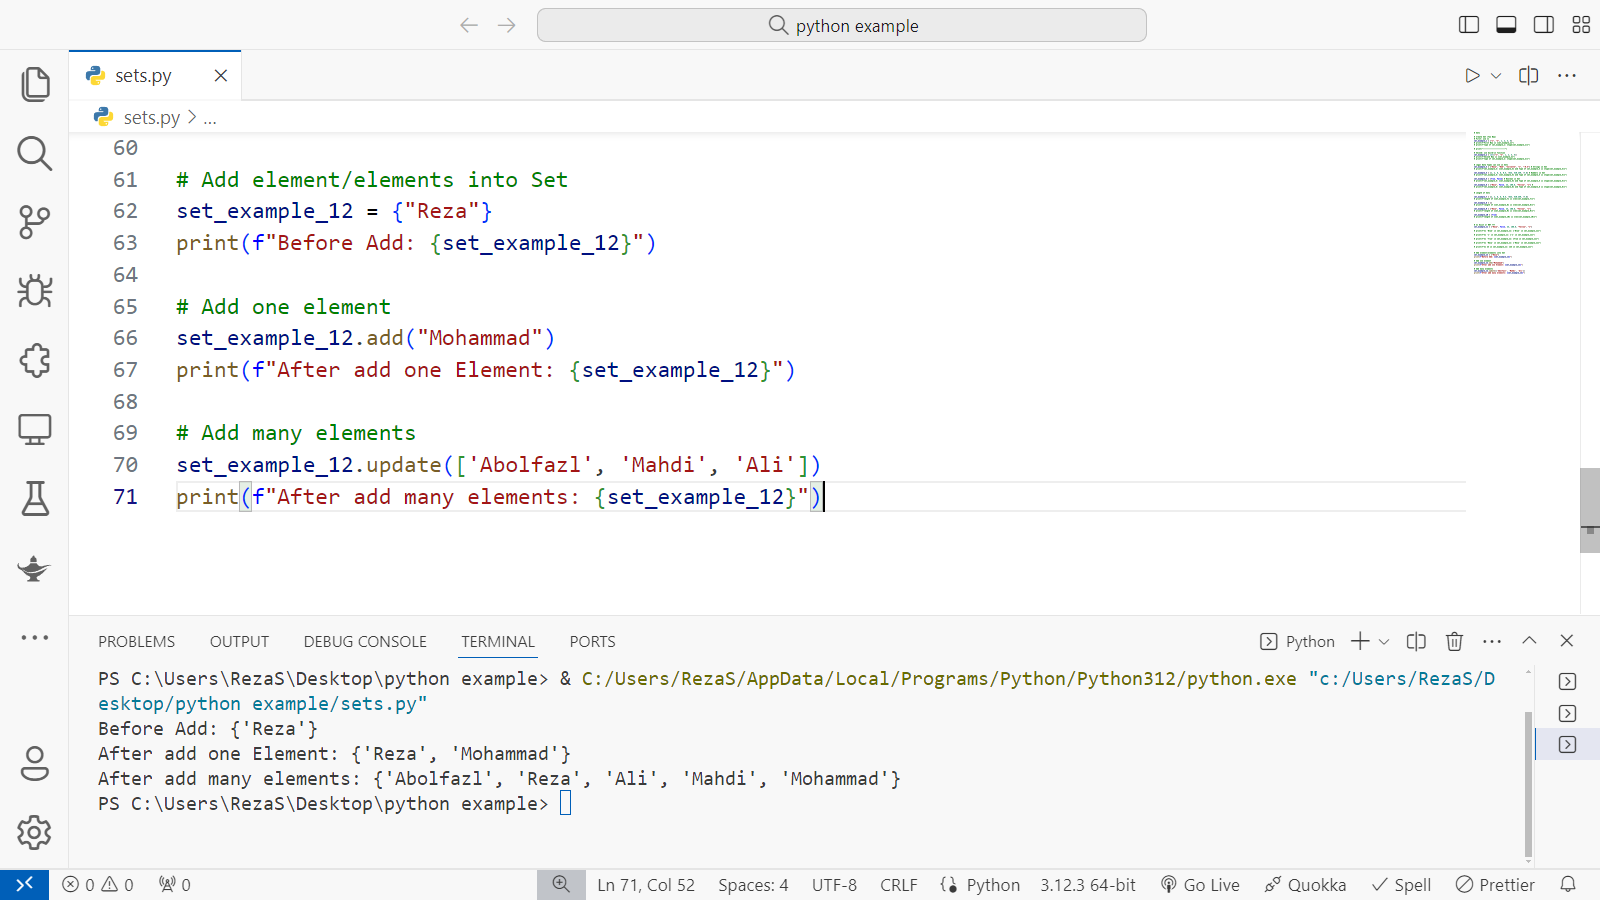 python example
sets.py
sets.py > ...
60
61 # Add element/elements into Set
62 set_example_12 = {"Reza"}
63 print(f"Before Add: {set_example_12}")
64
65 # Add one element
66 set_example_12.add("Mohammad")
67 print(f"After add one Element: {set_example_12}")
68
69 # Add many elements
70 set_example_12.update(['Abolfazl', 'Mahdi', 'Ali'])
71 print(f"After add many elements: {set_example_12}")
PROBLEMS OUTPUT DEBUG CONSOLE TERMINAL PORTS Python
PS C:\Users\RezaS\Desktop\python example> & C:/Users/RezaS/AppData/Local/Programs/Python/Python312/python.exe "c:/Users/RezaS/D
esktop/python example/sets.py"
Before Add: {'Reza'}
After add one Element: {'Reza', 'Mohammad'}
After add many elements: {'Abolfazl', 'Reza', 'Ali', 'Mahdi', 'Mohammad'}
PS C:\Users\RezaS\Desktop\python example>
0 0 0 Ln 71, Col 52 Spaces: 4 UTF-8 CRLF Python 3.12.3 64-bit Go Live Quokka Spell Prettier